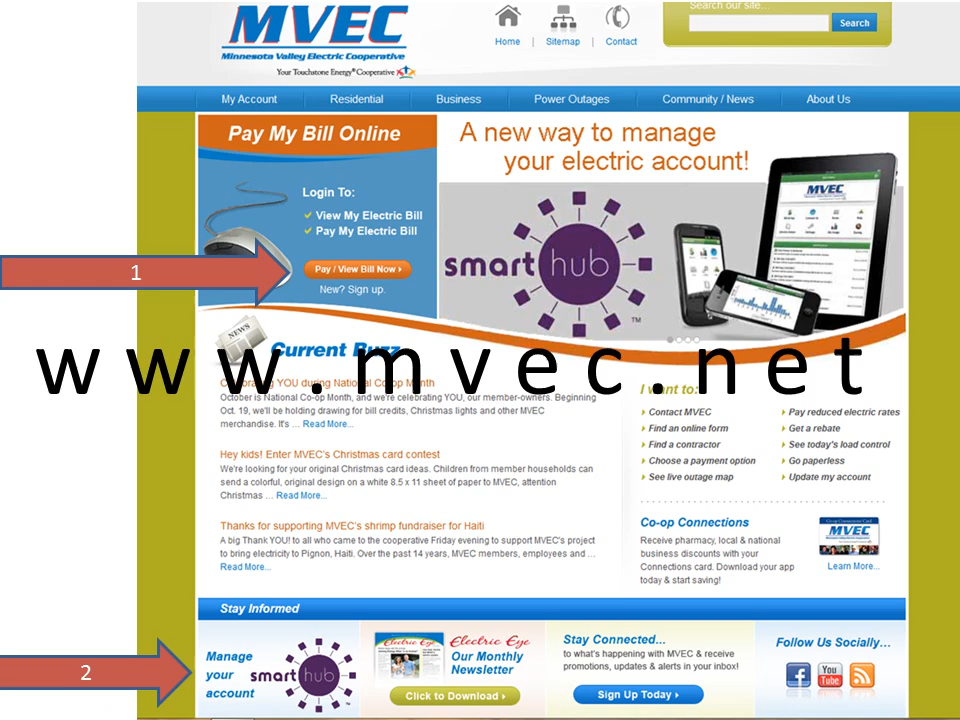 MVEC
Minnesota Valley Electric Cooperative
Your Touchstone Energy® Cooperative
Home | Sitemap | Contact
Search our site...
Search
My Account Residential Business Power Outages Community / News About Us
Pay My Bill Online
Login To:
View My Electric Bill
Pay My Electric Bill
Pay / View Bill Now
New? Sign up.
1
A new way to manage
your electric account!
smart hub
TM
MVEC
NEWS
Current Buzz
www.mvec.net
Celebrating YOU during National Co-op Month
October is National Co-op Month, and we're celebrating YOU, our member-owners. Beginning
Oct. 19, we'll be holding drawing for bill credits, Christmas lights and other MVEC
merchandise. It's ... Read More...
Hey kids! Enter MVEC's Christmas card contest
We're looking for your original Christmas card ideas. Children from member households can
send a colorful, original design on a white 8.5 x 11 sheet of paper to MVEC, attention
Christmas ... Read More...
Thanks for supporting MVEC's shrimp fundraiser for Haiti
A big Thank YOU! to all who came to the cooperative Friday evening to support MVEC's project
to bring electricity to Pignon, Haiti. Over the past 14 years, MVEC members, employees and ...
Read More...
I want to:
Contact MVEC
Find an online form
Find a contractor
Choose a payment option
See live outage map
Pay reduced electric rates
Get a rebate
See today's load control
Go paperless
Update my account
Co-op Connections
Receive pharmacy, local & national
business discounts with your
Connections card. Download your app
today & start saving!
MVEC
Learn More...
Stay Informed
2
Manage
your
account
smart hub
Electric Eye
Electric Eye
Our Monthly
Newsletter
Click to Download
Stay Connected...
to what's happening with MVEC & receive
promotions, updates & alerts in your inbox!
Sign Up Today
Follow Us Socially...
f
You
Tube